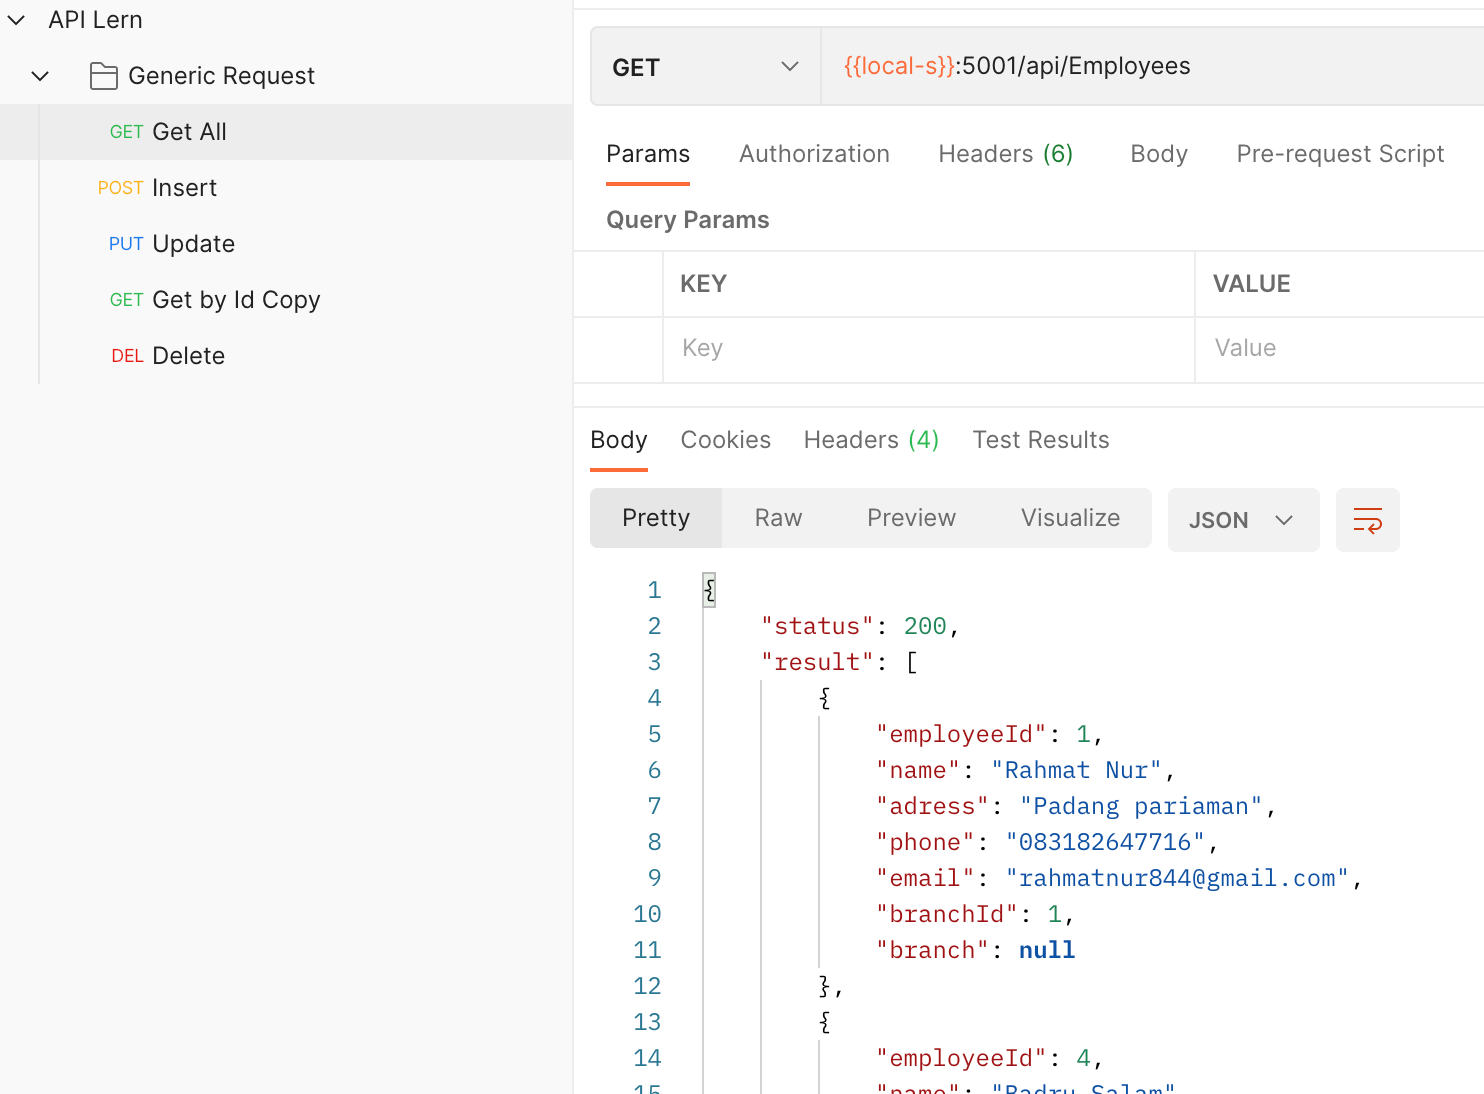 API Lern
Generic Request
GET Get All
POST Insert
PUT Update
GET Get by Id Copy
DEL Delete
GET {{local-s}}:5001/api/Employees
Params Authorization Headers (6) Body Pre-request Script
Query Params
KEY VALUE
Key Value
Body Cookies Headers (4) Test Results
Pretty Raw Preview Visualize JSON
1 {
2 "status": 200,
3 "result": [
4 {
5 "employeeId": 1,
6 "name": "Rahmat Nur",
7 "adress": "Padang pariaman",
8 "phone": "083182647716",
9 "email": "rahmatnur844@gmail.com",
10 "branchId": 1,
11 "branch": null
12 },
13 {
14 "employeeId": 4,
15 "name": "Badru Salam"